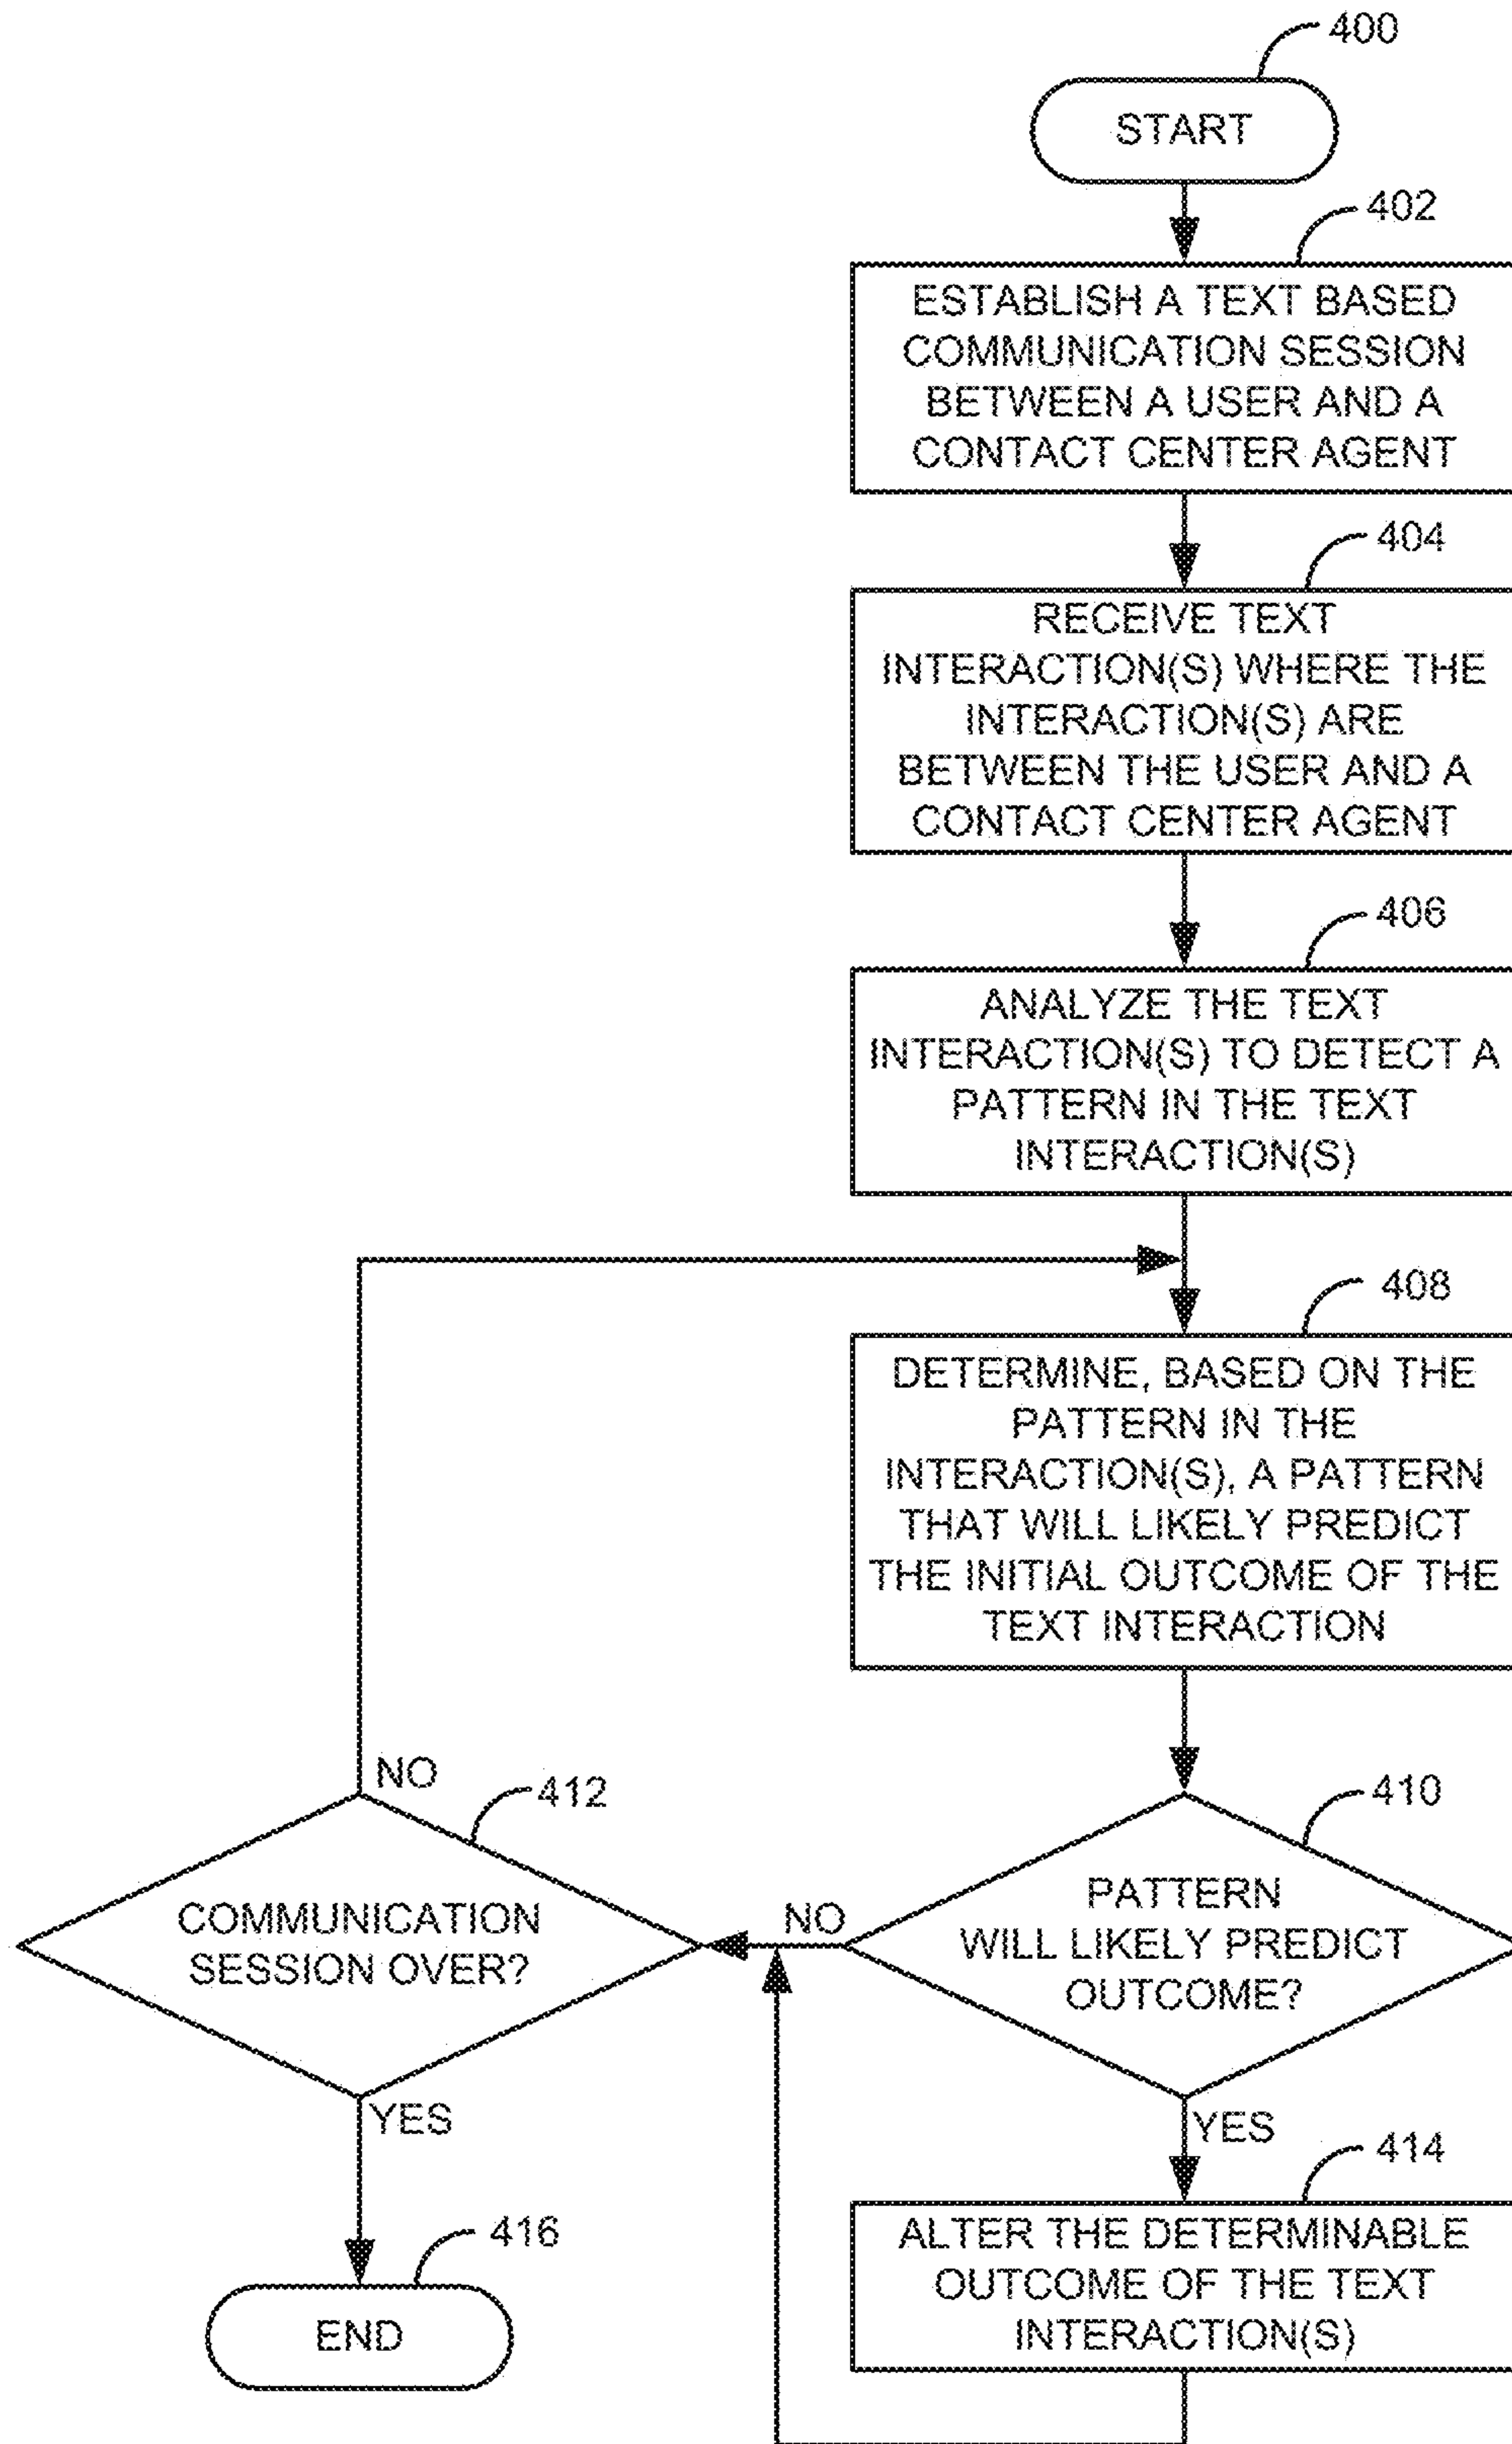 400
START
402
ESTABLISH A TEXT BASED
COMMUNICATION SESSION
BETWEEN A USER AND A
CONTACT CENTER AGENT
404
RECEIVE TEXT
INTERACTION(S) WHERE THE
INTERACTION(S) ARE
BETWEEN THE USER AND A
CONTACT CENTER AGENT
406
ANALYZE THE TEXT
INTERACTION(S) TO DETECT A
PATTERN IN THE TEXT
INTERACTION(S)
408
DETERMINE, BASED ON THE
PATTERN IN THE
INTERACTION(S), A PATTERN
THAT WILL LIKELY PREDICT
THE INITIAL OUTCOME OF THE
TEXT INTERACTION
410
PATTERN
WILL LIKELY PREDICT
OUTCOME?
NO
YES
412
COMMUNICATION
SESSION OVER?
NO
YES
414
ALTER THE DETERMINABLE
OUTCOME OF THE TEXT
INTERACTION(S)
416
END